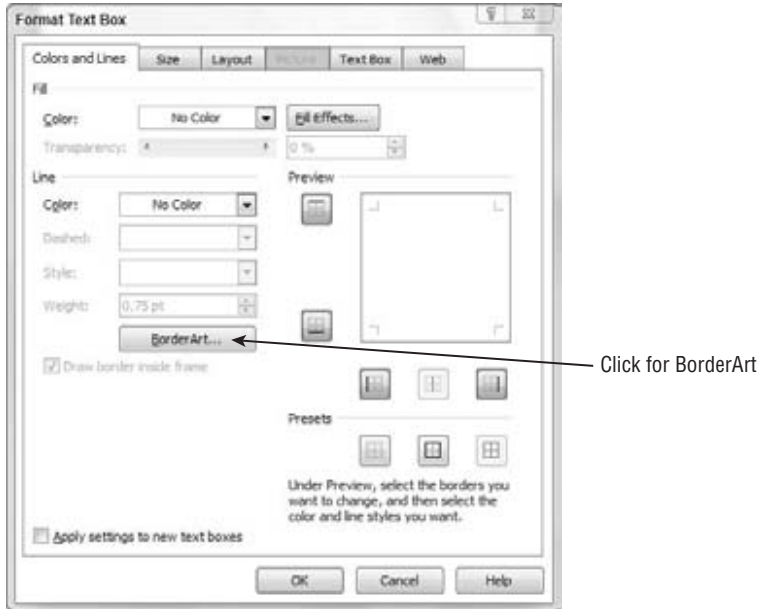 Format Text Box
Colors and Lines Size Layout Picture Text Box Web
Fill
Color: No Color Fill Effects...
Transparency: 0 %
Line Preview
Color: No Color
Dashed:
Style:
Weight: 0.75 pt
BorderArt...
Click for BorderArt
Draw border inside frame
Presets
Under Preview, select the borders you
want to change, and then select the
color and line styles you want.
Apply settings to new text boxes
OK Cancel Help